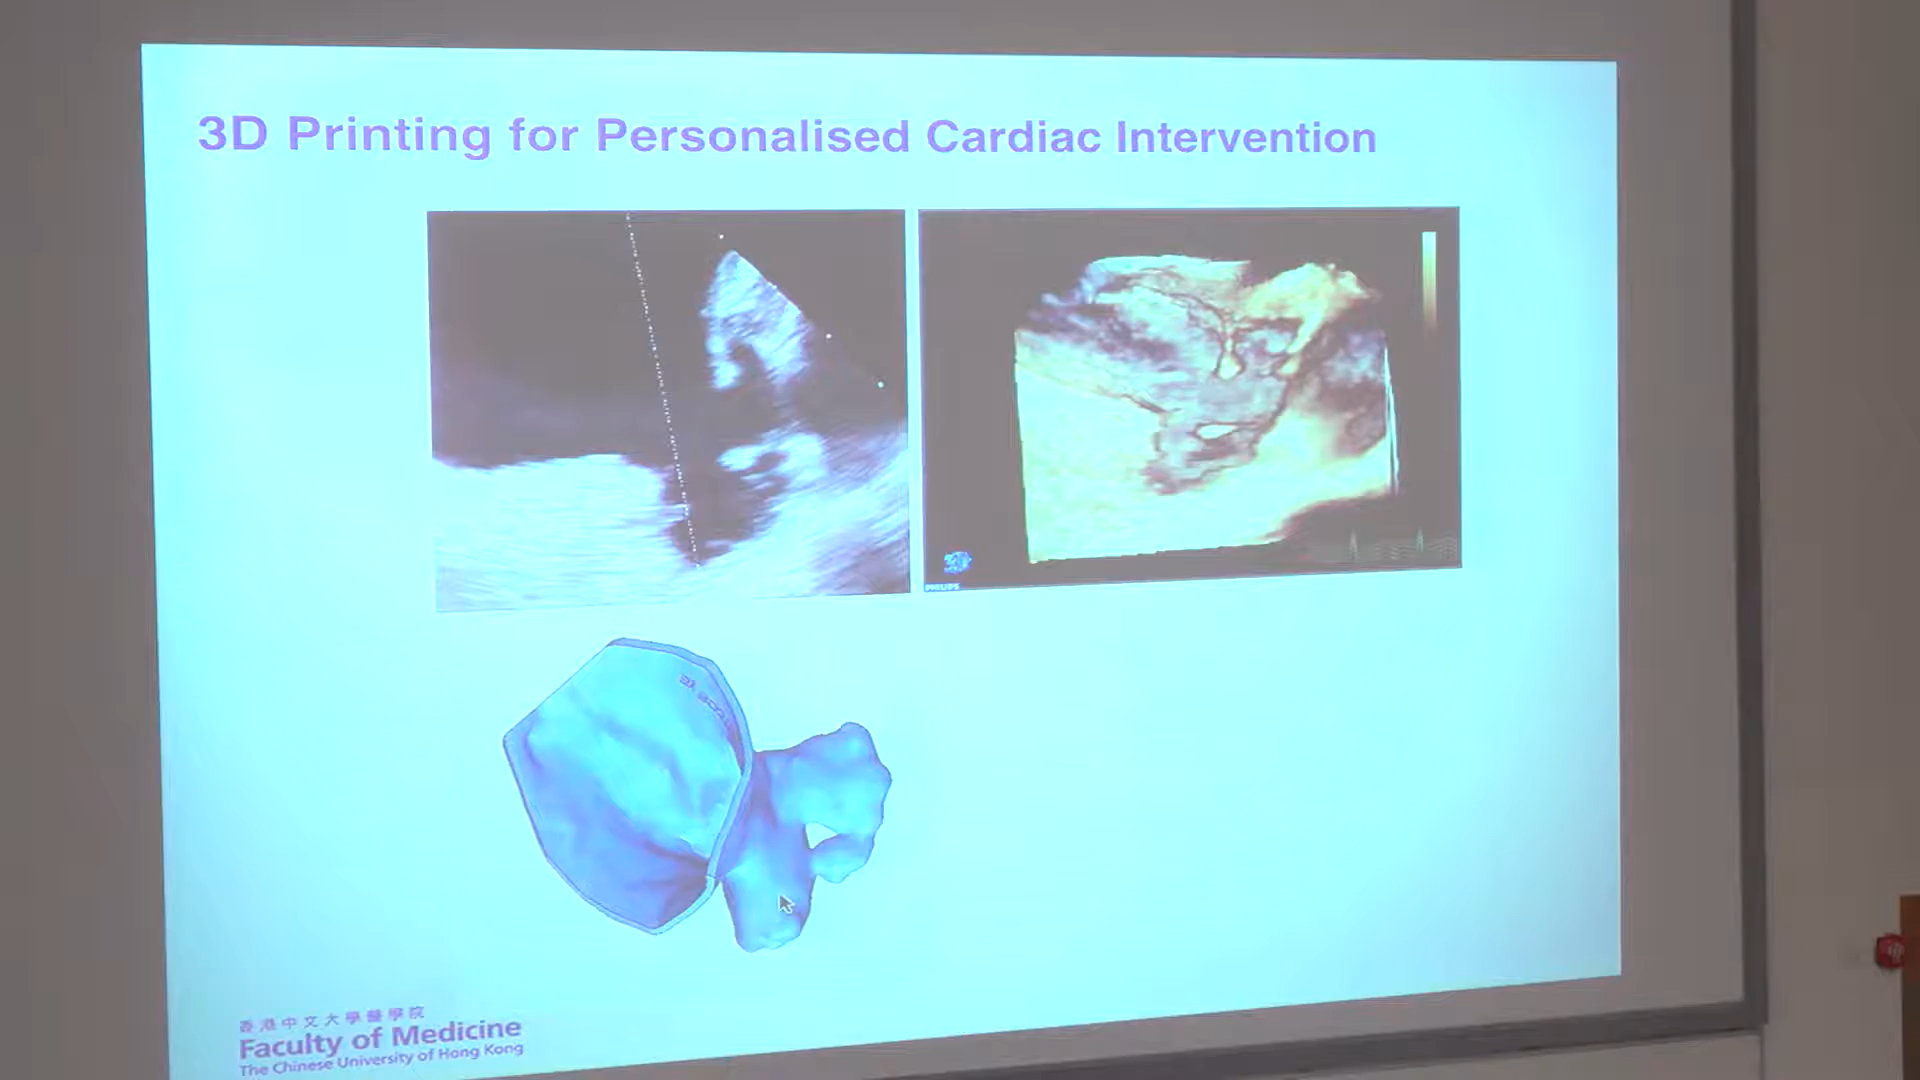 3D Printing for Personalised Cardiac Intervention
PHILIPS
香港中文大學醫學院
Faculty of Medicine
The Chinese University of Hong Kong